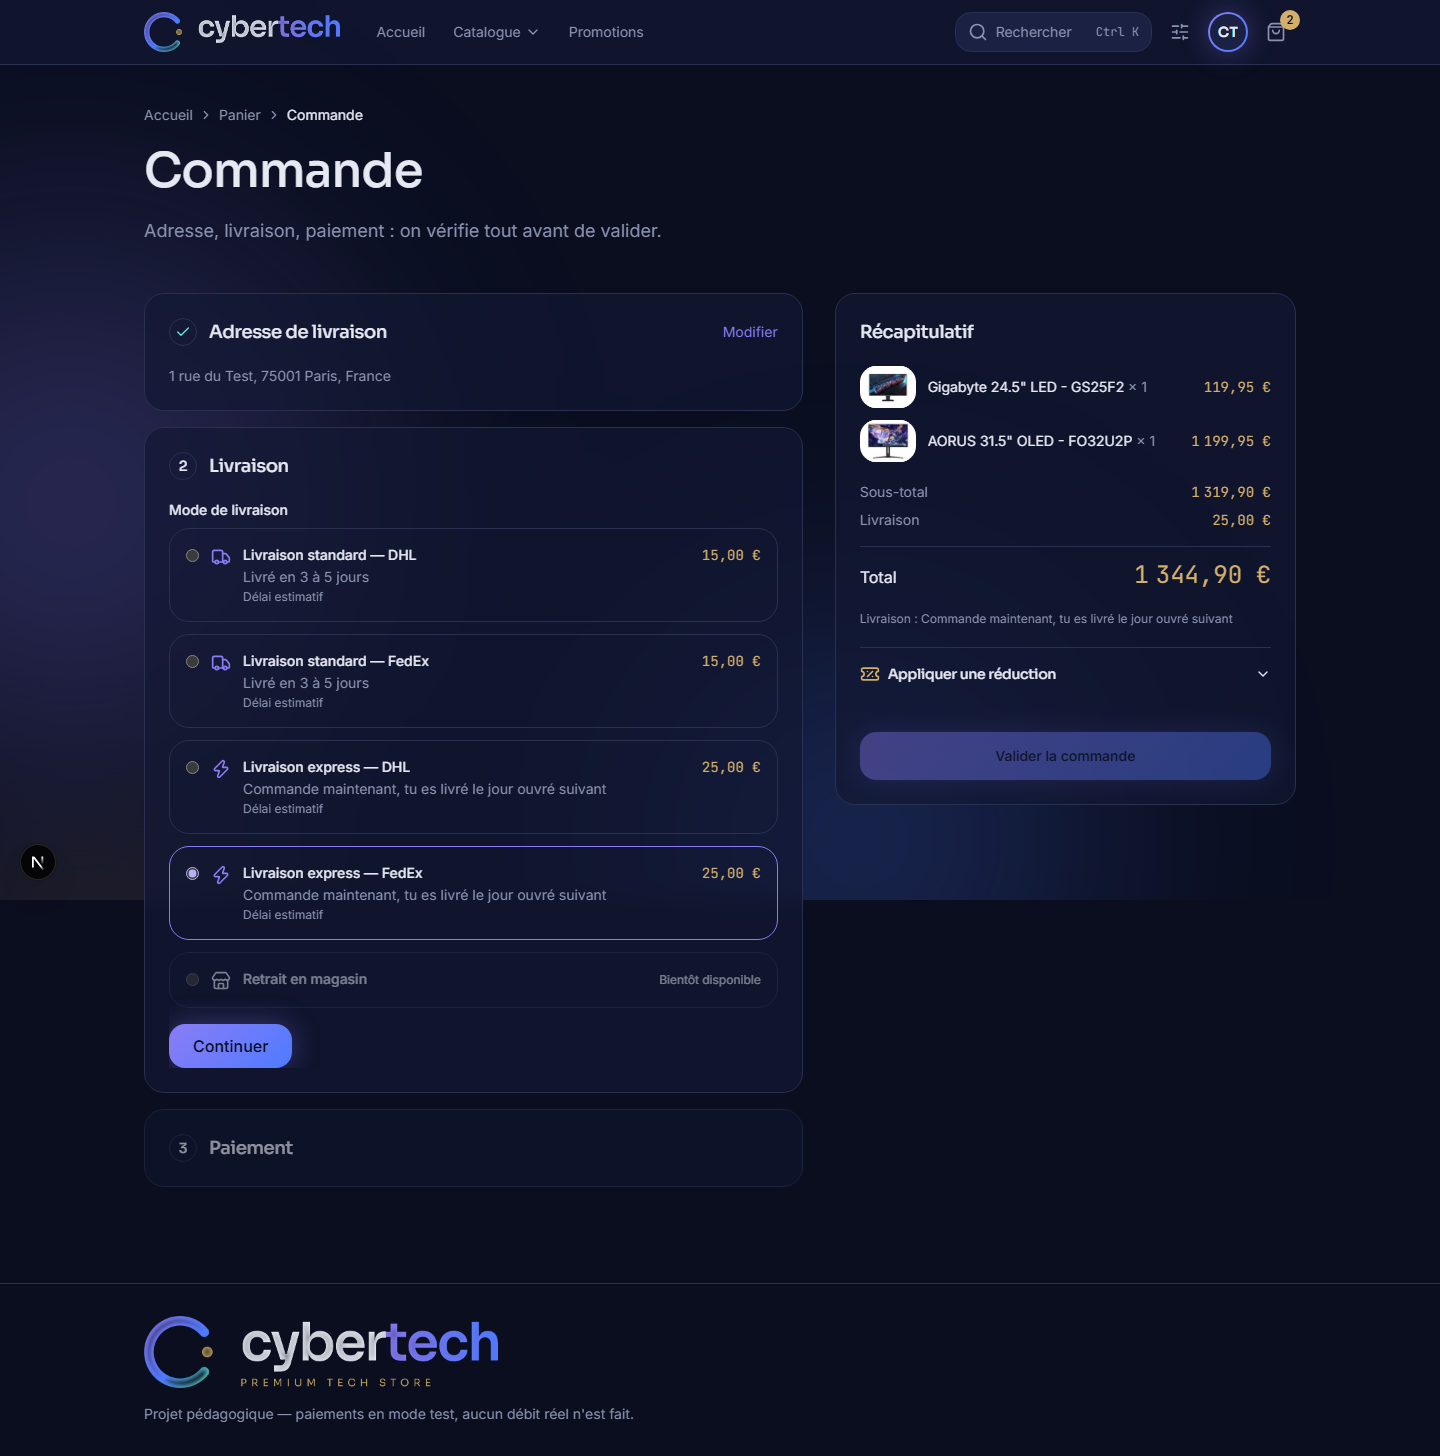 cybertech
Accueil
Catalogue
Promotions
Rechercher
Ctrl K
CT
2
Accueil > Panier > Commande
Commande
Adresse, livraison, paiement : on vérifie tout avant de valider.
Adresse de livraison
Modifier
1 rue du Test, 75001 Paris, France
2 Livraison
Mode de livraison
Livraison standard — DHL 15,00 €
Livré en 3 à 5 jours
Délai estimatif
Livraison standard — FedEx 15,00 €
Livré en 3 à 5 jours
Délai estimatif
Livraison express — DHL 25,00 €
Commande maintenant, tu es livré le jour ouvré suivant
Délai estimatif
Livraison express — FedEx 25,00 €
Commande maintenant, tu es livré le jour ouvré suivant
Délai estimatif
Retrait en magasin Bientôt disponible
Continuer
3 Paiement
Récapitulatif
Gigabyte 24.5" LED - GS25F2 × 1 119,95 €
AORUS 31.5" OLED - FO32U2P × 1 1 199,95 €
Sous-total 1 319,90 €
Livraison 25,00 €
Total 1 344,90 €
Livraison : Commande maintenant, tu es livré le jour ouvré suivant
Appliquer une réduction
Valider la commande
N
cybertech
PREMIUM TECH STORE
Projet pédagogique — paiements en mode test, aucun débit réel n'est fait.